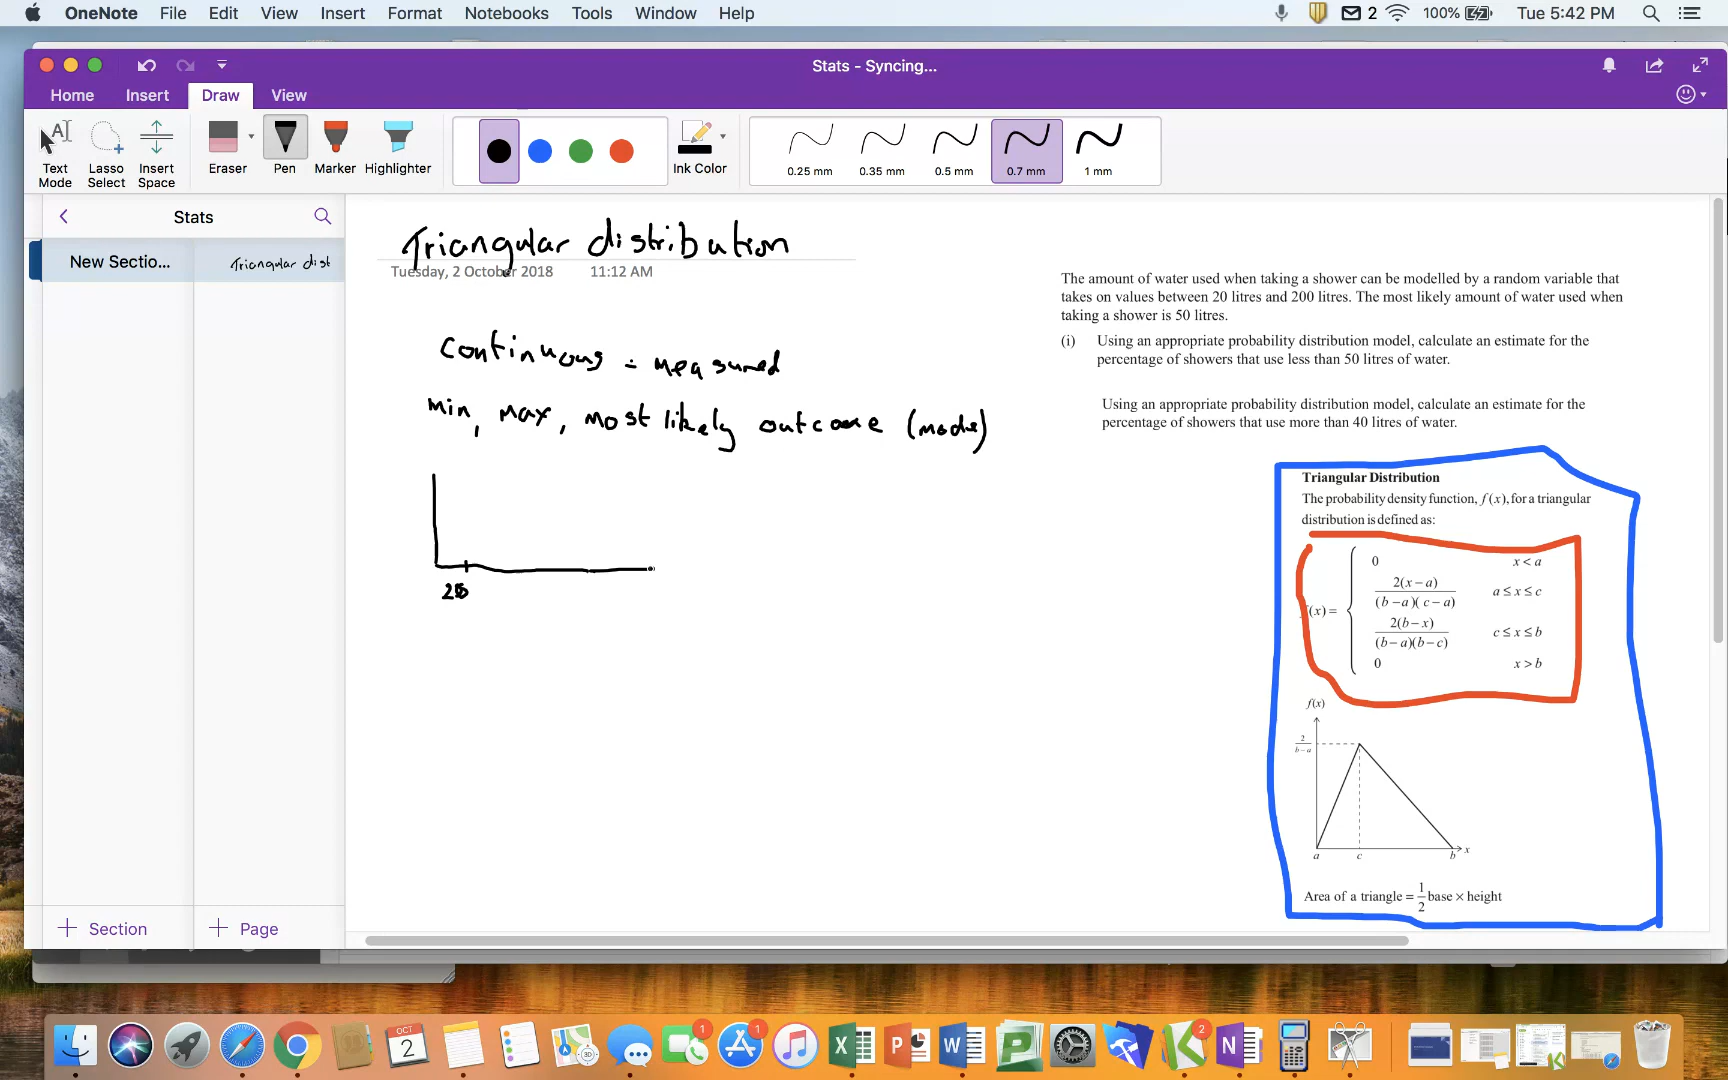 OneNote File Edit View Insert Format Notebooks Tools Window Help 2 100% Tue 5:42 PM
Stats - Syncing...
Home Insert Draw View
Text Mode
Lasso Select
Insert Space
Eraser
Pen
Marker
Highlighter
Ink Color
0.25 mm
0.35 mm
0.5 mm
0.7 mm
1 mm
Stats
New Sectio...
Triangular dist
Triangular distribution
Tuesday, 2 October 2018 11:12 AM
continuous - measured
min, max, most likely outcome (mode)
The amount of water used when taking a shower can be modelled by a random variable that
takes on values between 20 litres and 200 litres. The most likely amount of water used when
taking a shower is 50 litres.
(i) Using an appropriate probability distribution model, calculate an estimate for the
percentage of showers that use less than 50 litres of water.
Using an appropriate probability distribution model, calculate an estimate for the
percentage of showers that use more than 40 litres of water.
Triangular Distribution
The probability density function, f(x), for a triangular
distribution is defined as:
0 x < a
2(x − a)
(b − a)(c − a) a ≤ x ≤ c
f(x) =
2(b − x)
(b − a)(b − c) c ≤ x ≤ b
0 x > b
f(x)
2
b−a
a c b x
Area of a triangle = 1/2 base × height
+ Section
+ Page
1 OCT 2 1 2